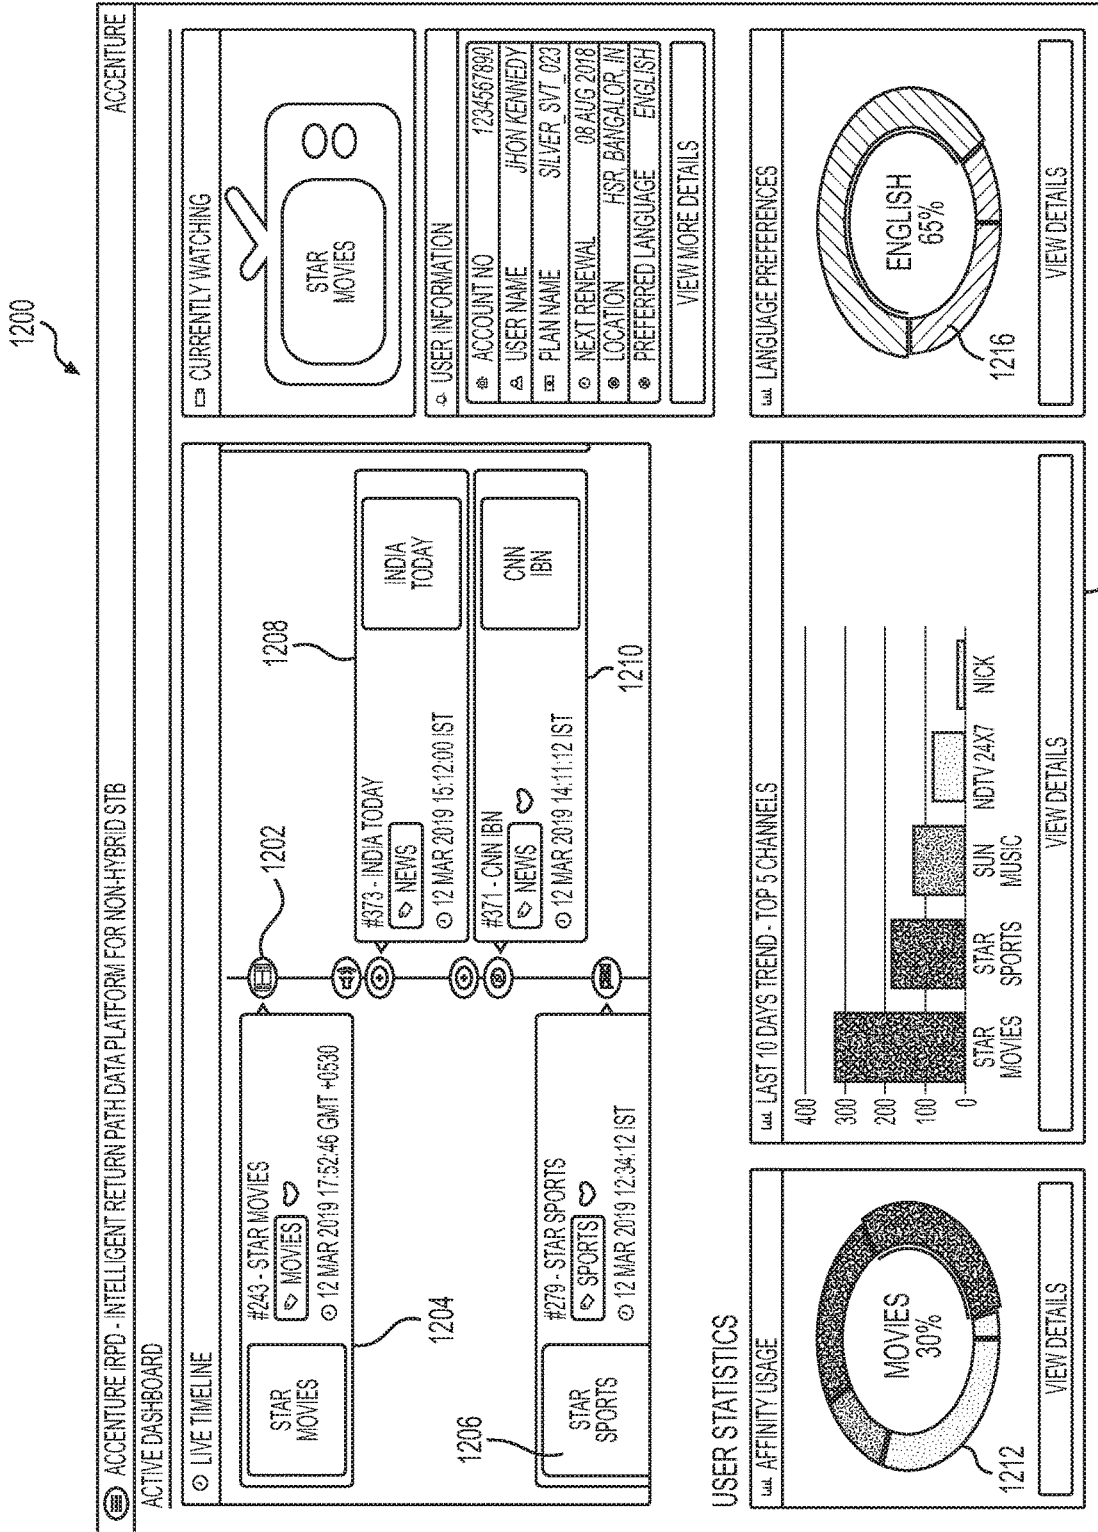 1200
ACCENTURE IRPD - INTELLIGENT RETURN PATH DATA PLATFORM FOR NON-HYBRID STB
ACCENTURE
ACTIVE DASHBOARD
LIVE TIMELINE
STAR
MOVIES
#243 - STAR MOVIES
MOVIES
12 MAR 2019 17:52:46 GMT +0530
1204
1202
1208
#373 - INDIA TODAY
NEWS
12 MAR 2019 15:12:00 IST
INDIA
TODAY
#371 - CNN IBN
NEWS
12 MAR 2019 14:11:12 IST
CNN
IBN
1210
1206
STAR
SPORTS
#279 - STAR SPORTS
SPORTS
12 MAR 2019 12:34:12 IST
CURRENTLY WATCHING
STAR
MOVIES
USER INFORMATION
ACCOUNT NO 1234567890
USER NAME JHON KENNEDY
PLAN NAME SILVER_SVT_023
NEXT RENEWAL 08 AUG 2018
LOCATION HSR, BANGALOR, IN
PREFERRED LANGUAGE ENGLISH
VIEW MORE DETAILS
USER STATISTICS
AFFINITY USAGE
MOVIES
30%
1212
VIEW DETAILS
LAST 10 DAYS TREND - TOP 5 CHANNELS
400
300
200
100
0
STAR
MOVIES
STAR
SPORTS
SUN
MUSIC
NDTV 24X7
NICK
VIEW DETAILS
LANGUAGE PREFERENCES
ENGLISH
65%
1216
VIEW DETAILS